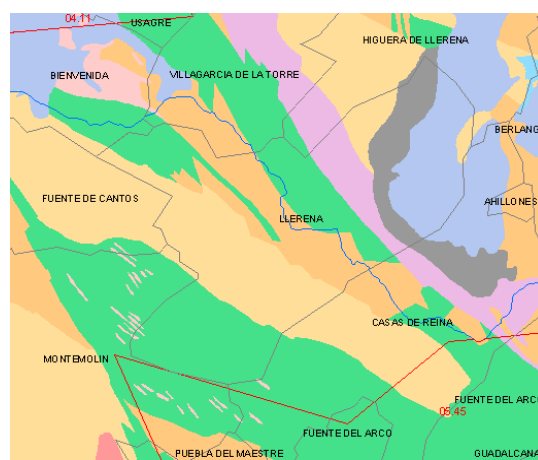 04.11
USAGRE
HIGUERA DE LLERENA
BIENVENIDA
VILLAGARCIA DE LA TORRE
BERLANG
FUENTE DE CANTOS
AHILLONES
LLERENA
CASAS DE REINA
MONTEMOLIN
FUENTE DEL ARC
05.45
FUENTE DEL ARCO
PUEBLA DEL MAESTRE
GUADALCANA